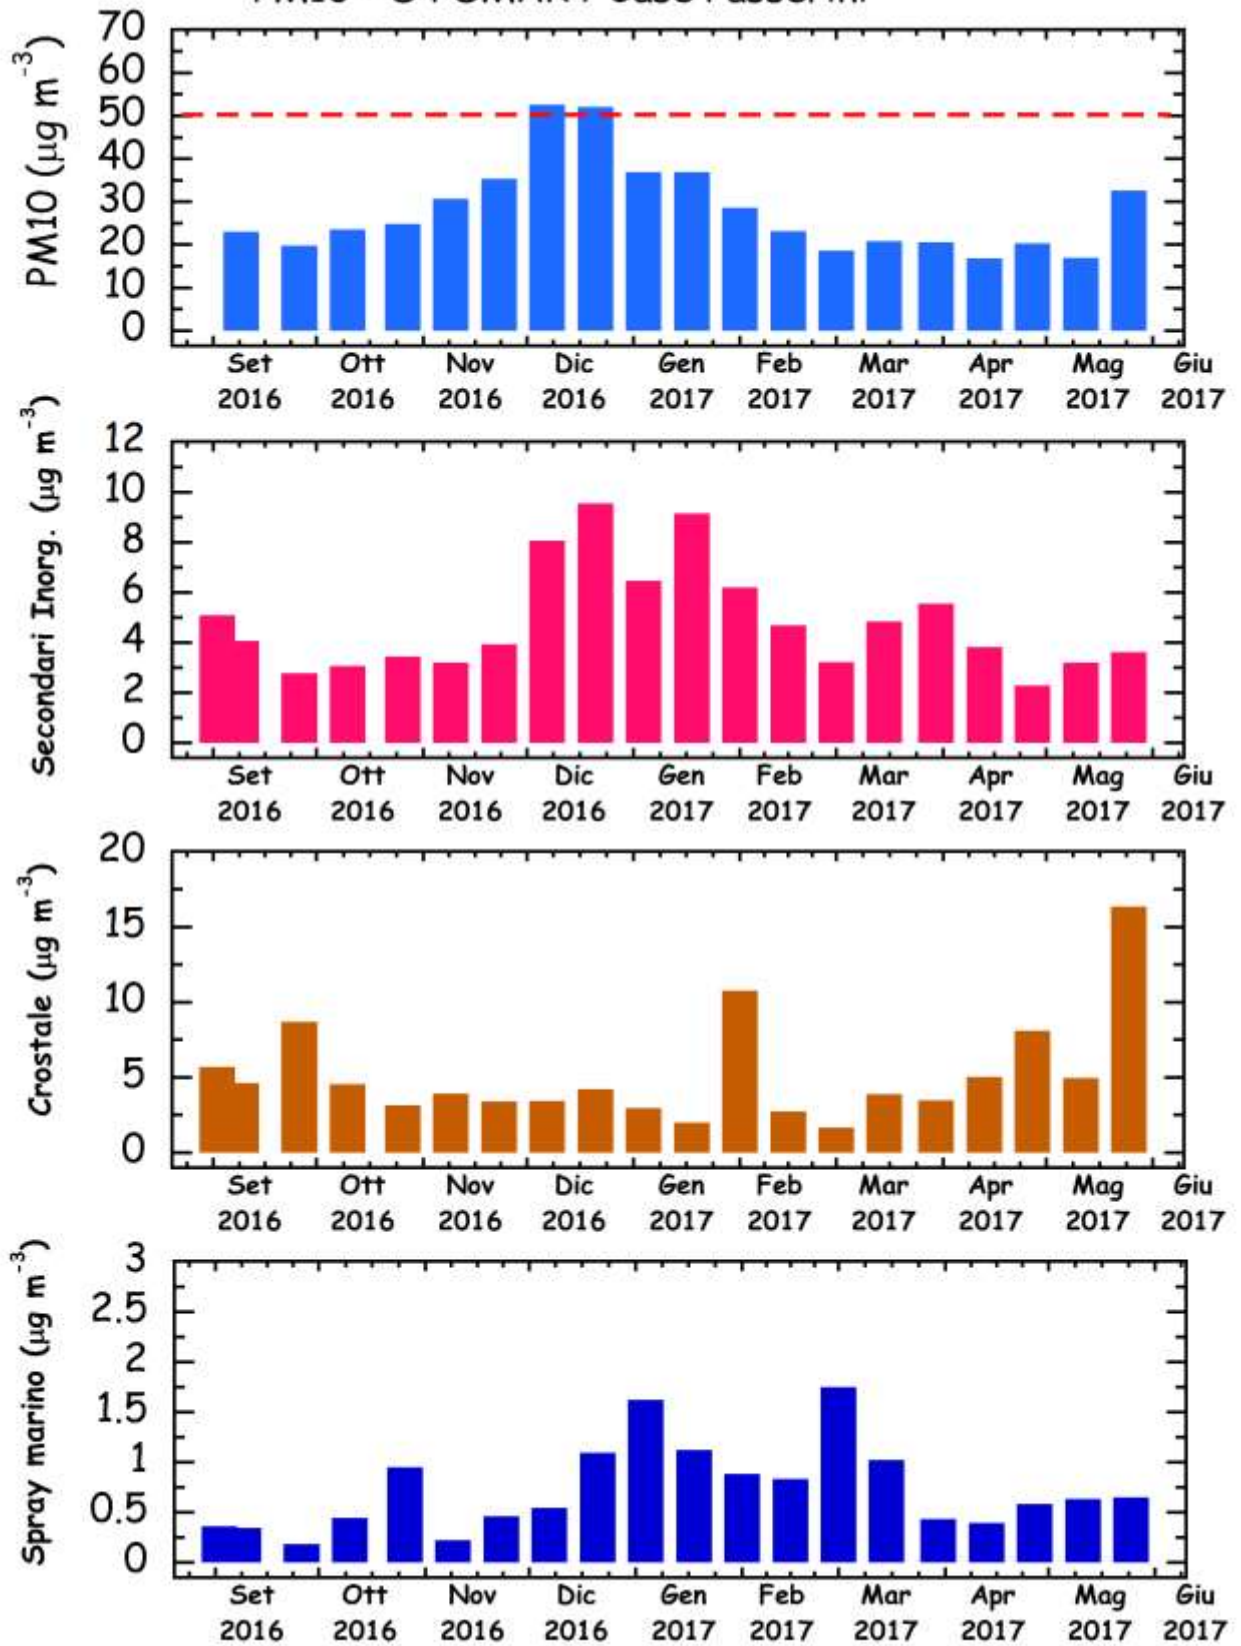 70
60
50
40
30
20
10
0
PM10 (µg m⁻³)
Set Ott Nov Dic Gen Feb Mar Apr Mag Giu
2016 2016 2016 2016 2017 2017 2017 2017 2017 2017
12
10
8
6
4
2
0
Secondari Inorg. (µg m⁻³)
Set Ott Nov Dic Gen Feb Mar Apr Mag Giu
2016 2016 2016 2016 2017 2017 2017 2017 2017 2017
20
15
10
5
0
Crostale (µg m⁻³)
Set Ott Nov Dic Gen Feb Mar Apr Mag Giu
2016 2016 2016 2016 2017 2017 2017 2017 2017 2017
3
2.5
2
1.5
1
0.5
0
Spray marino (µg m⁻³)
Set Ott Nov Dic Gen Feb Mar Apr Mag Giu
2016 2016 2016 2016 2017 2017 2017 2017 2017 2017